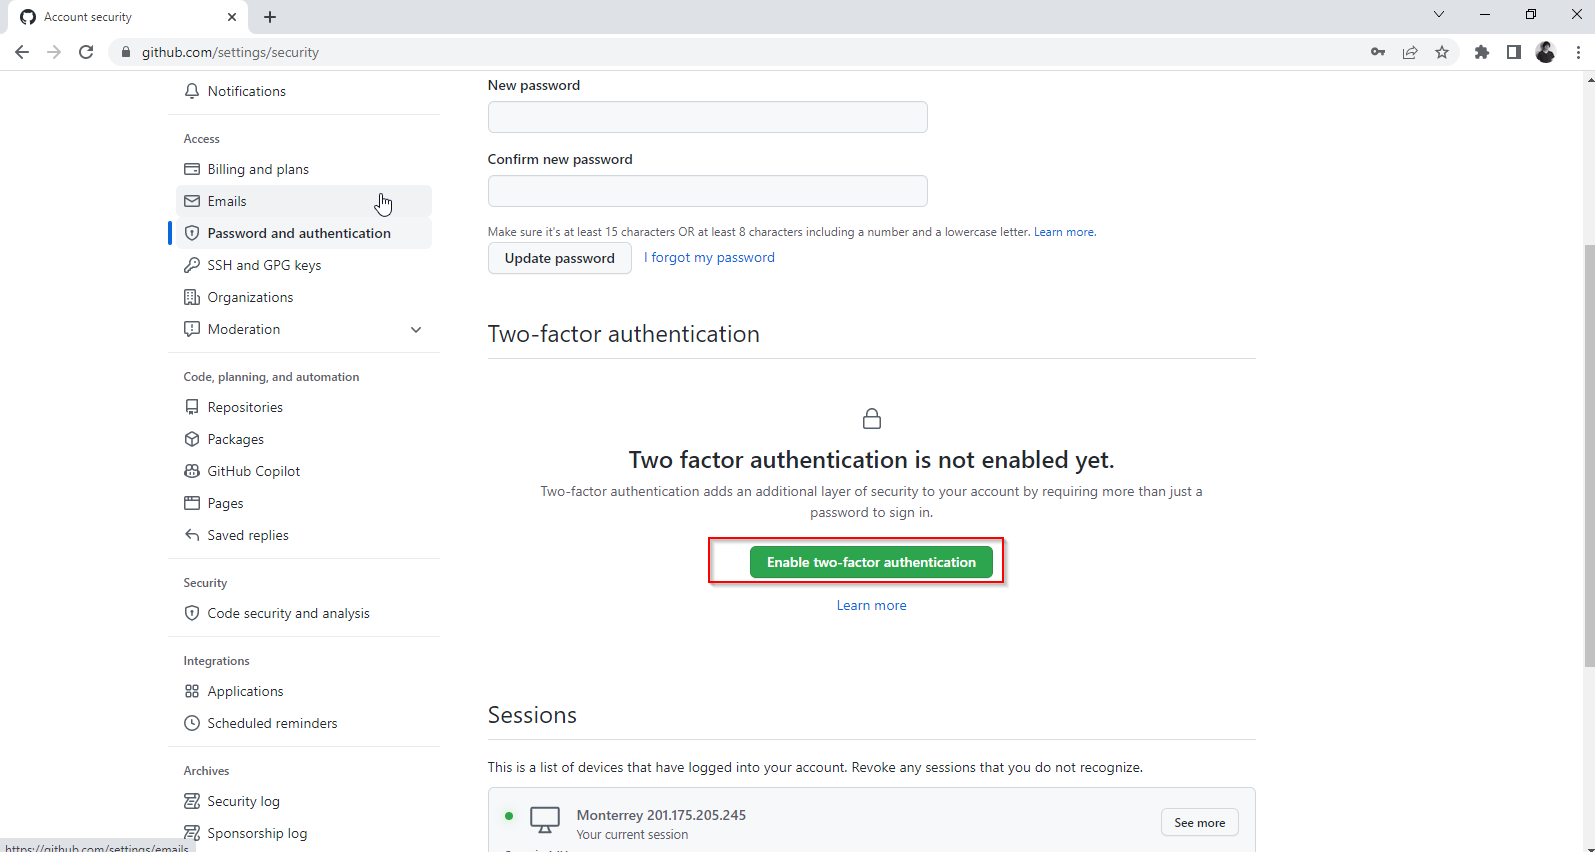 Account security
github.com/settings/security
Notifications
Access
Billing and plans
Emails
Password and authentication
SSH and GPG keys
Organizations
Moderation
Code, planning, and automation
Repositories
Packages
GitHub Copilot
Pages
Saved replies
Security
Code security and analysis
Integrations
Applications
Scheduled reminders
Archives
Security log
Sponsorship log
New password
Confirm new password
Make sure it's at least 15 characters OR at least 8 characters including a number and a lowercase letter. Learn more.
Update password I forgot my password
Two-factor authentication
Two factor authentication is not enabled yet.
Two-factor authentication adds an additional layer of security to your account by requiring more than just a
password to sign in.
Enable two-factor authentication
Learn more
Sessions
This is a list of devices that have logged into your account. Revoke any sessions that you do not recognize.
Monterrey 201.175.205.245
Your current session
See more
https://github.com/settings/emails